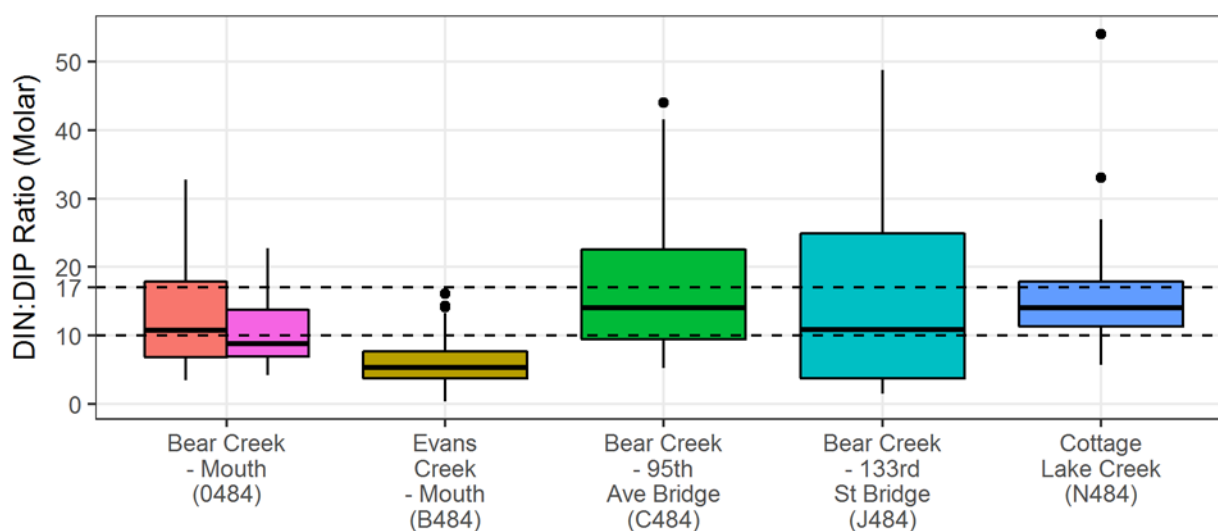 DIN:DIP Ratio (Molar)
50
40
30
20
17
10
0
Bear Creek
- Mouth
(0484)
Evans
Creek
- Mouth
(B484)
Bear Creek
- 95th
Ave Bridge
(C484)
Bear Creek
- 133rd
St Bridge
(J484)
Cottage
Lake Creek
(N484)